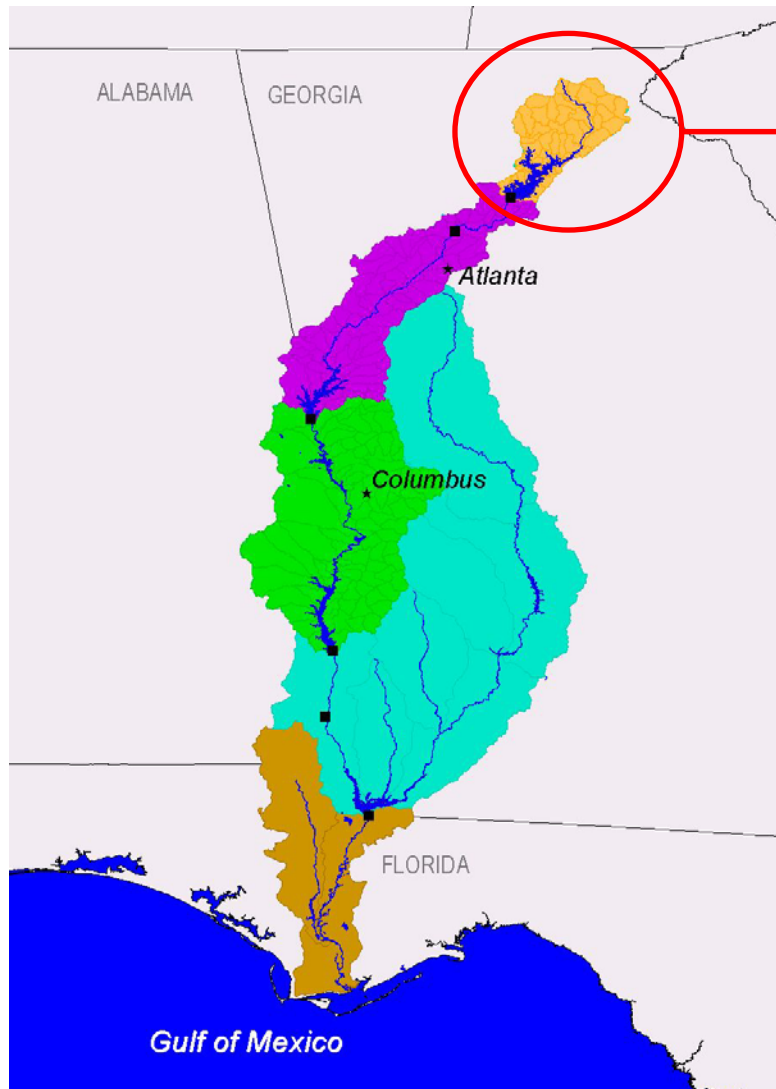 ALABAMA
GEORGIA
Atlanta
Columbus
FLORIDA
Gulf of Mexico